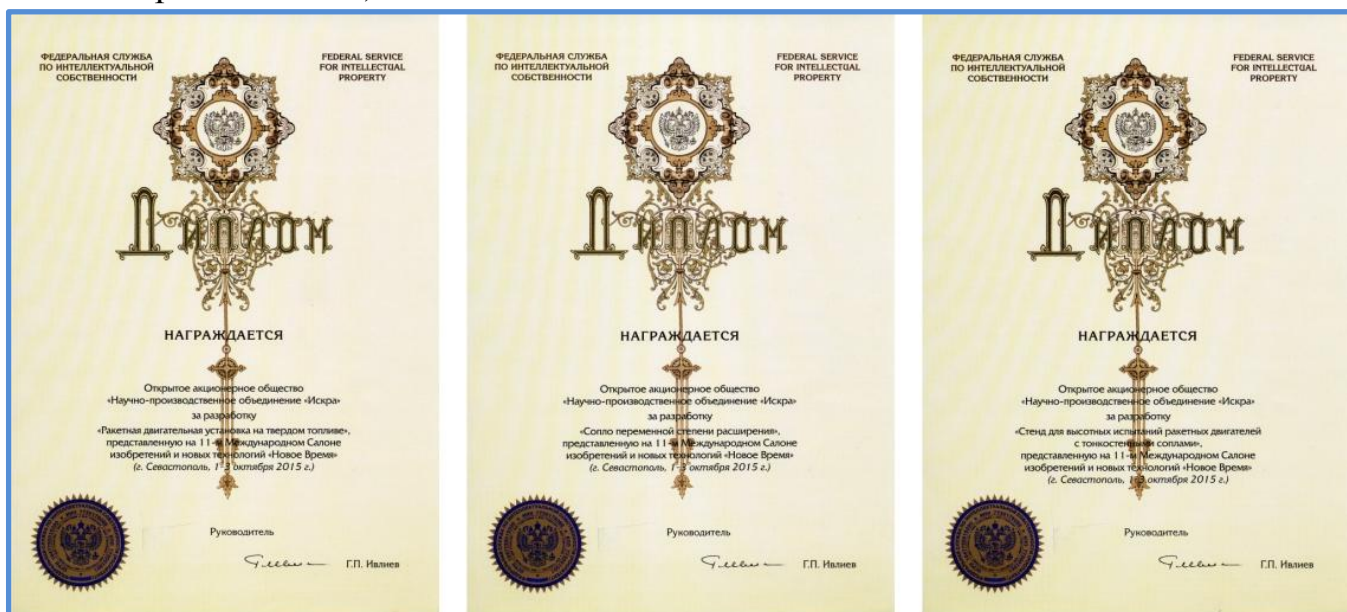 ФЕДЕРАЛЬНАЯ СЛУЖБА
ПО ИНТЕЛЛЕКТУАЛЬНОЙ
СОБСТВЕННОСТИ
FEDERAL SERVICE
FOR INTELLECTUAL
PROPERTY
ДИПЛОМ
НАГРАЖДАЕТСЯ
Открытое акционерное общество
«Научно-производственное объединение «Искра»
за разработку
«Ракетная двигательная установка на твердом топливе»,
представленную на 11-м Международном Салоне
изобретений и новых технологий «Новое Время»
(г. Севастополь, 1-3 октября 2015 г.)
Руководитель
Г.П. Ивлиев
ФЕДЕРАЛЬНАЯ СЛУЖБА
ПО ИНТЕЛЛЕКТУАЛЬНОЙ
СОБСТВЕННОСТИ
FEDERAL SERVICE
FOR INTELLECTUAL
PROPERTY
ДИПЛОМ
НАГРАЖДАЕТСЯ
Открытое акционерное общество
«Научно-производственное объединение «Искра»
за разработку
«Сопло переменной степени расширения»,
представленную на 11-м Международном Салоне
изобретений и новых технологий «Новое Время»
(г. Севастополь, 1-3 октября 2015 г.)
Руководитель
Г.П. Ивлиев
ФЕДЕРАЛЬНАЯ СЛУЖБА
ПО ИНТЕЛЛЕКТУАЛЬНОЙ
СОБСТВЕННОСТИ
FEDERAL SERVICE
FOR INTELLECTUAL
PROPERTY
ДИПЛОМ
НАГРАЖДАЕТСЯ
Открытое акционерное общество
«Научно-производственное объединение «Искра»
за разработку
«Стенд для высотных испытаний ракетных двигателей
с тонкостенными соплами»,
представленную на 11-м Международном Салоне
изобретений и новых технологий «Новое Время»
(г. Севастополь, 1-3 октября 2015 г.)
Руководитель
Г.П. Ивлиев